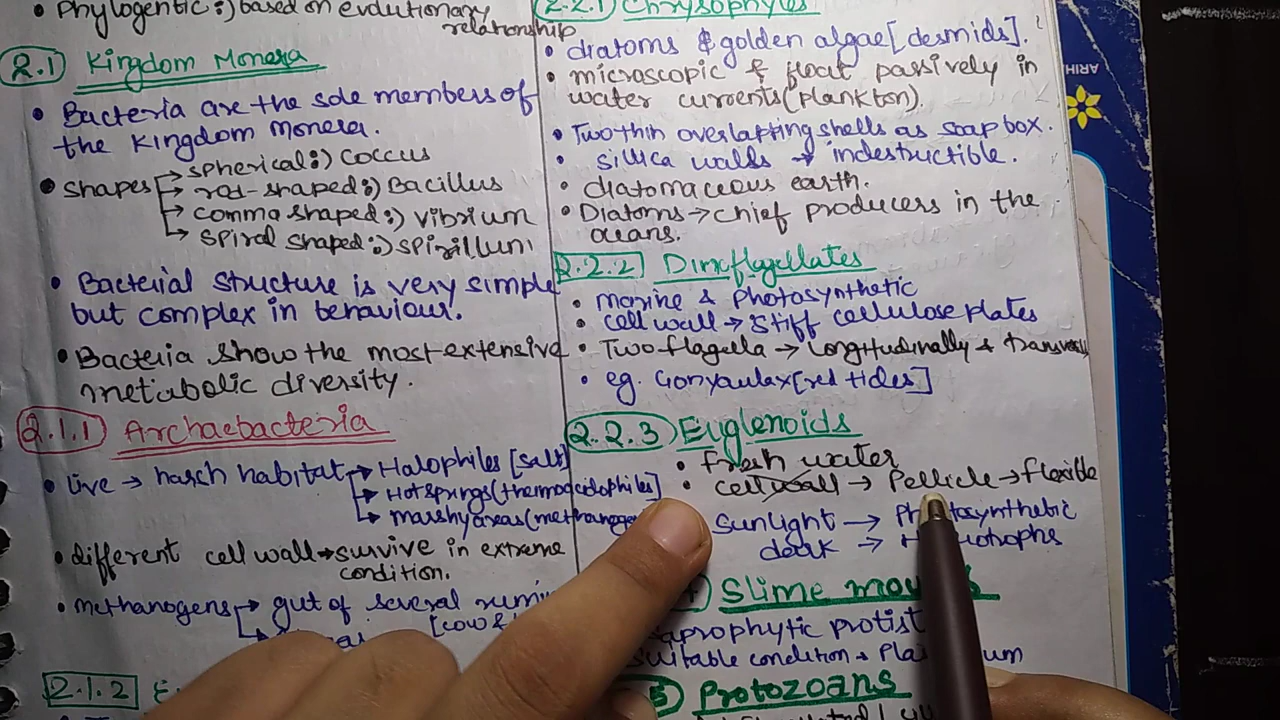 Phylogentic:) based on evolutionary
relationship
2.1 Kingdom Monera
Bacteria are the sole members of
the Kingdom Monera.
shapes
spherical:) coccus
rod-shaped:) Bacillus
comma shaped:) vibrium
spiral shaped:) spirillum
Bacterial structure is very simple
but complex in behaviour.
Bacteria show the most extensive
metabolic diversity.
2.1.1 Archaebacteria
live → harsh habitat → Halophiles [salt]
→ Hotsprings (thermoacidophiles)
→ marshy areas (methanogen
different cell wall → survive in extreme
condition.
methanogens → gut of several
[cow &
2.1.2
2.2.1 Chrysophytes
diatoms & golden algae [desmids].
microscopic & float passively in
water currents (plankton).
Two thin overlapping shells as soap box.
sillica walls → indestructible.
diatomaceous earth.
Diatoms → chief producers in the
oceans.
2.2.2 Dinoflagellates
marine & photosynthetic
cell wall → stiff cellulose plates
Two flagella → longitudinally &
eg. Gonyaulax [red tides]
2.2.3 Euglenoids
fresh water
cell wall → Pellicle → flexible
sunlight → Photosynthetic
dark →
Slime
saprophytic protist
suitable condition →
5) Protozoans
ARIHA